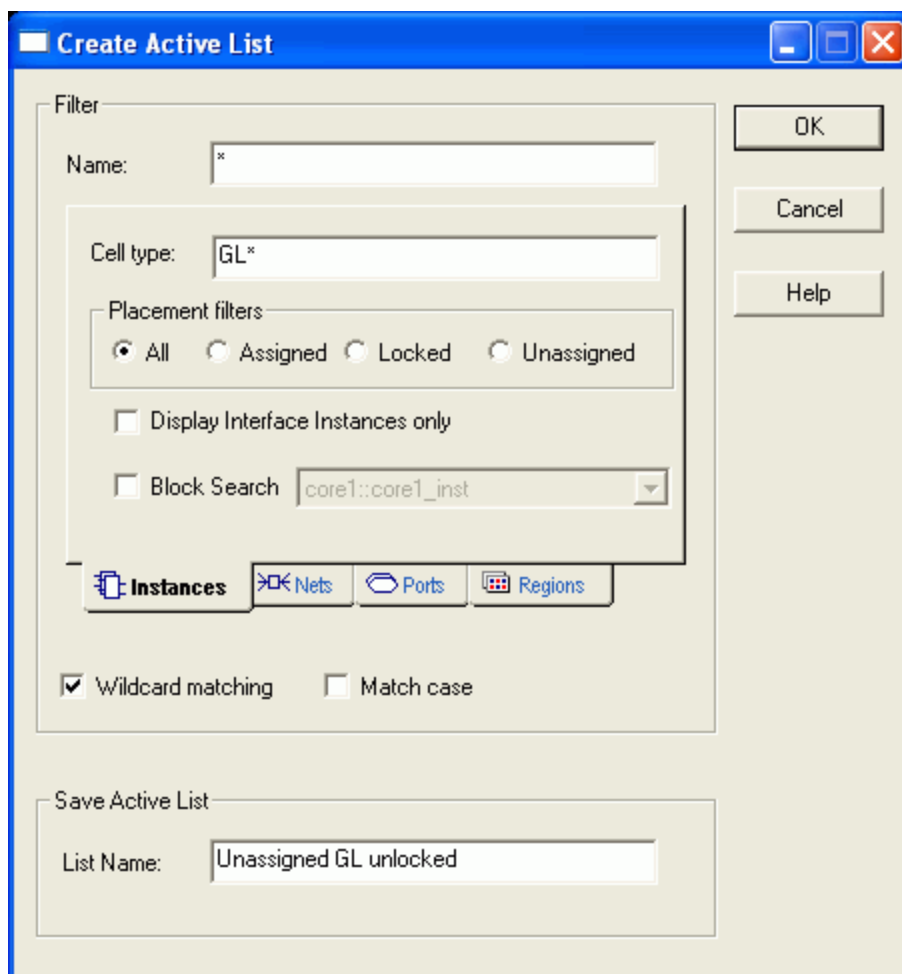 Create Active List
Filter
OK
Name: *
Cancel
Cell type: GL*
Help
Placement filters
All Assigned Locked Unassigned
Display Interface Instances only
Block Search core1::core1_inst
Instances Nets Ports Regions
Wildcard matching Match case
Save Active List
List Name: Unassigned GL unlocked